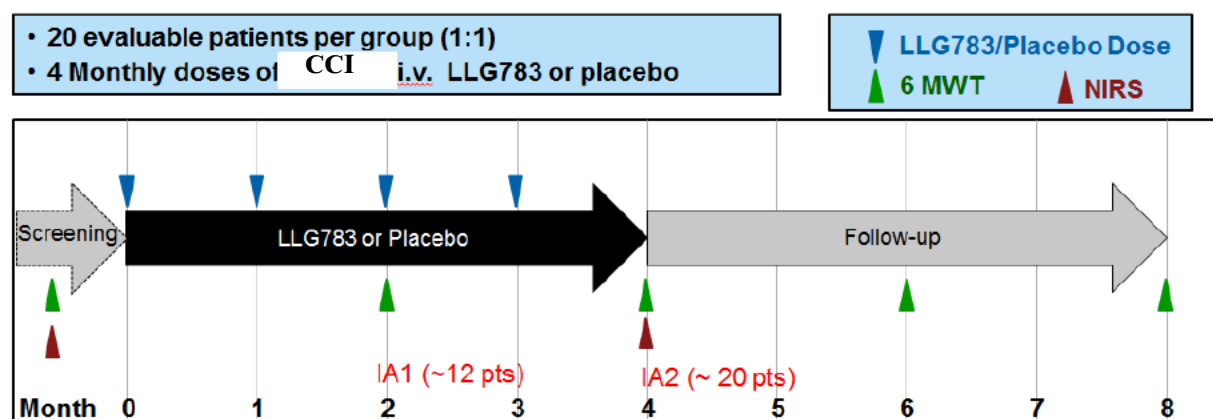 • 20 evaluable patients per group (1:1)
• 4 Monthly doses of CCI i.v. LLG783 or placebo
LLG783/Placebo Dose
6 MWT NIRS
Screening LLG783 or Placebo Follow-up
IA1 (~12 pts) IA2 (~ 20 pts)
Month 0 1 2 3 4 5 6 7 8